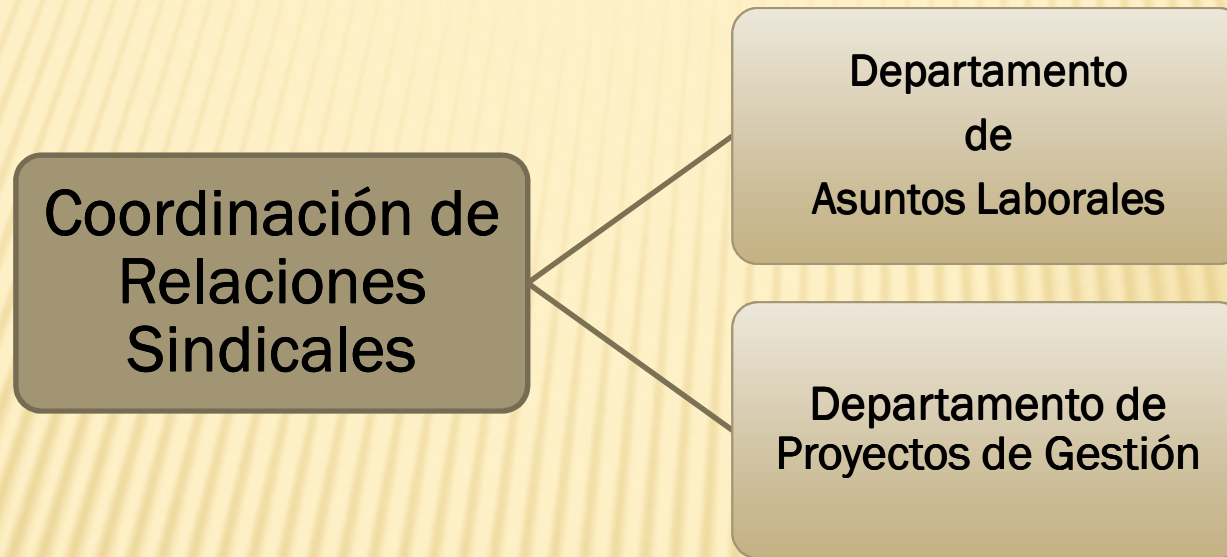 Coordinación de
Relaciones
Sindicales
Departamento
de
Asuntos Laborales
Departamento de
Proyectos de Gestión